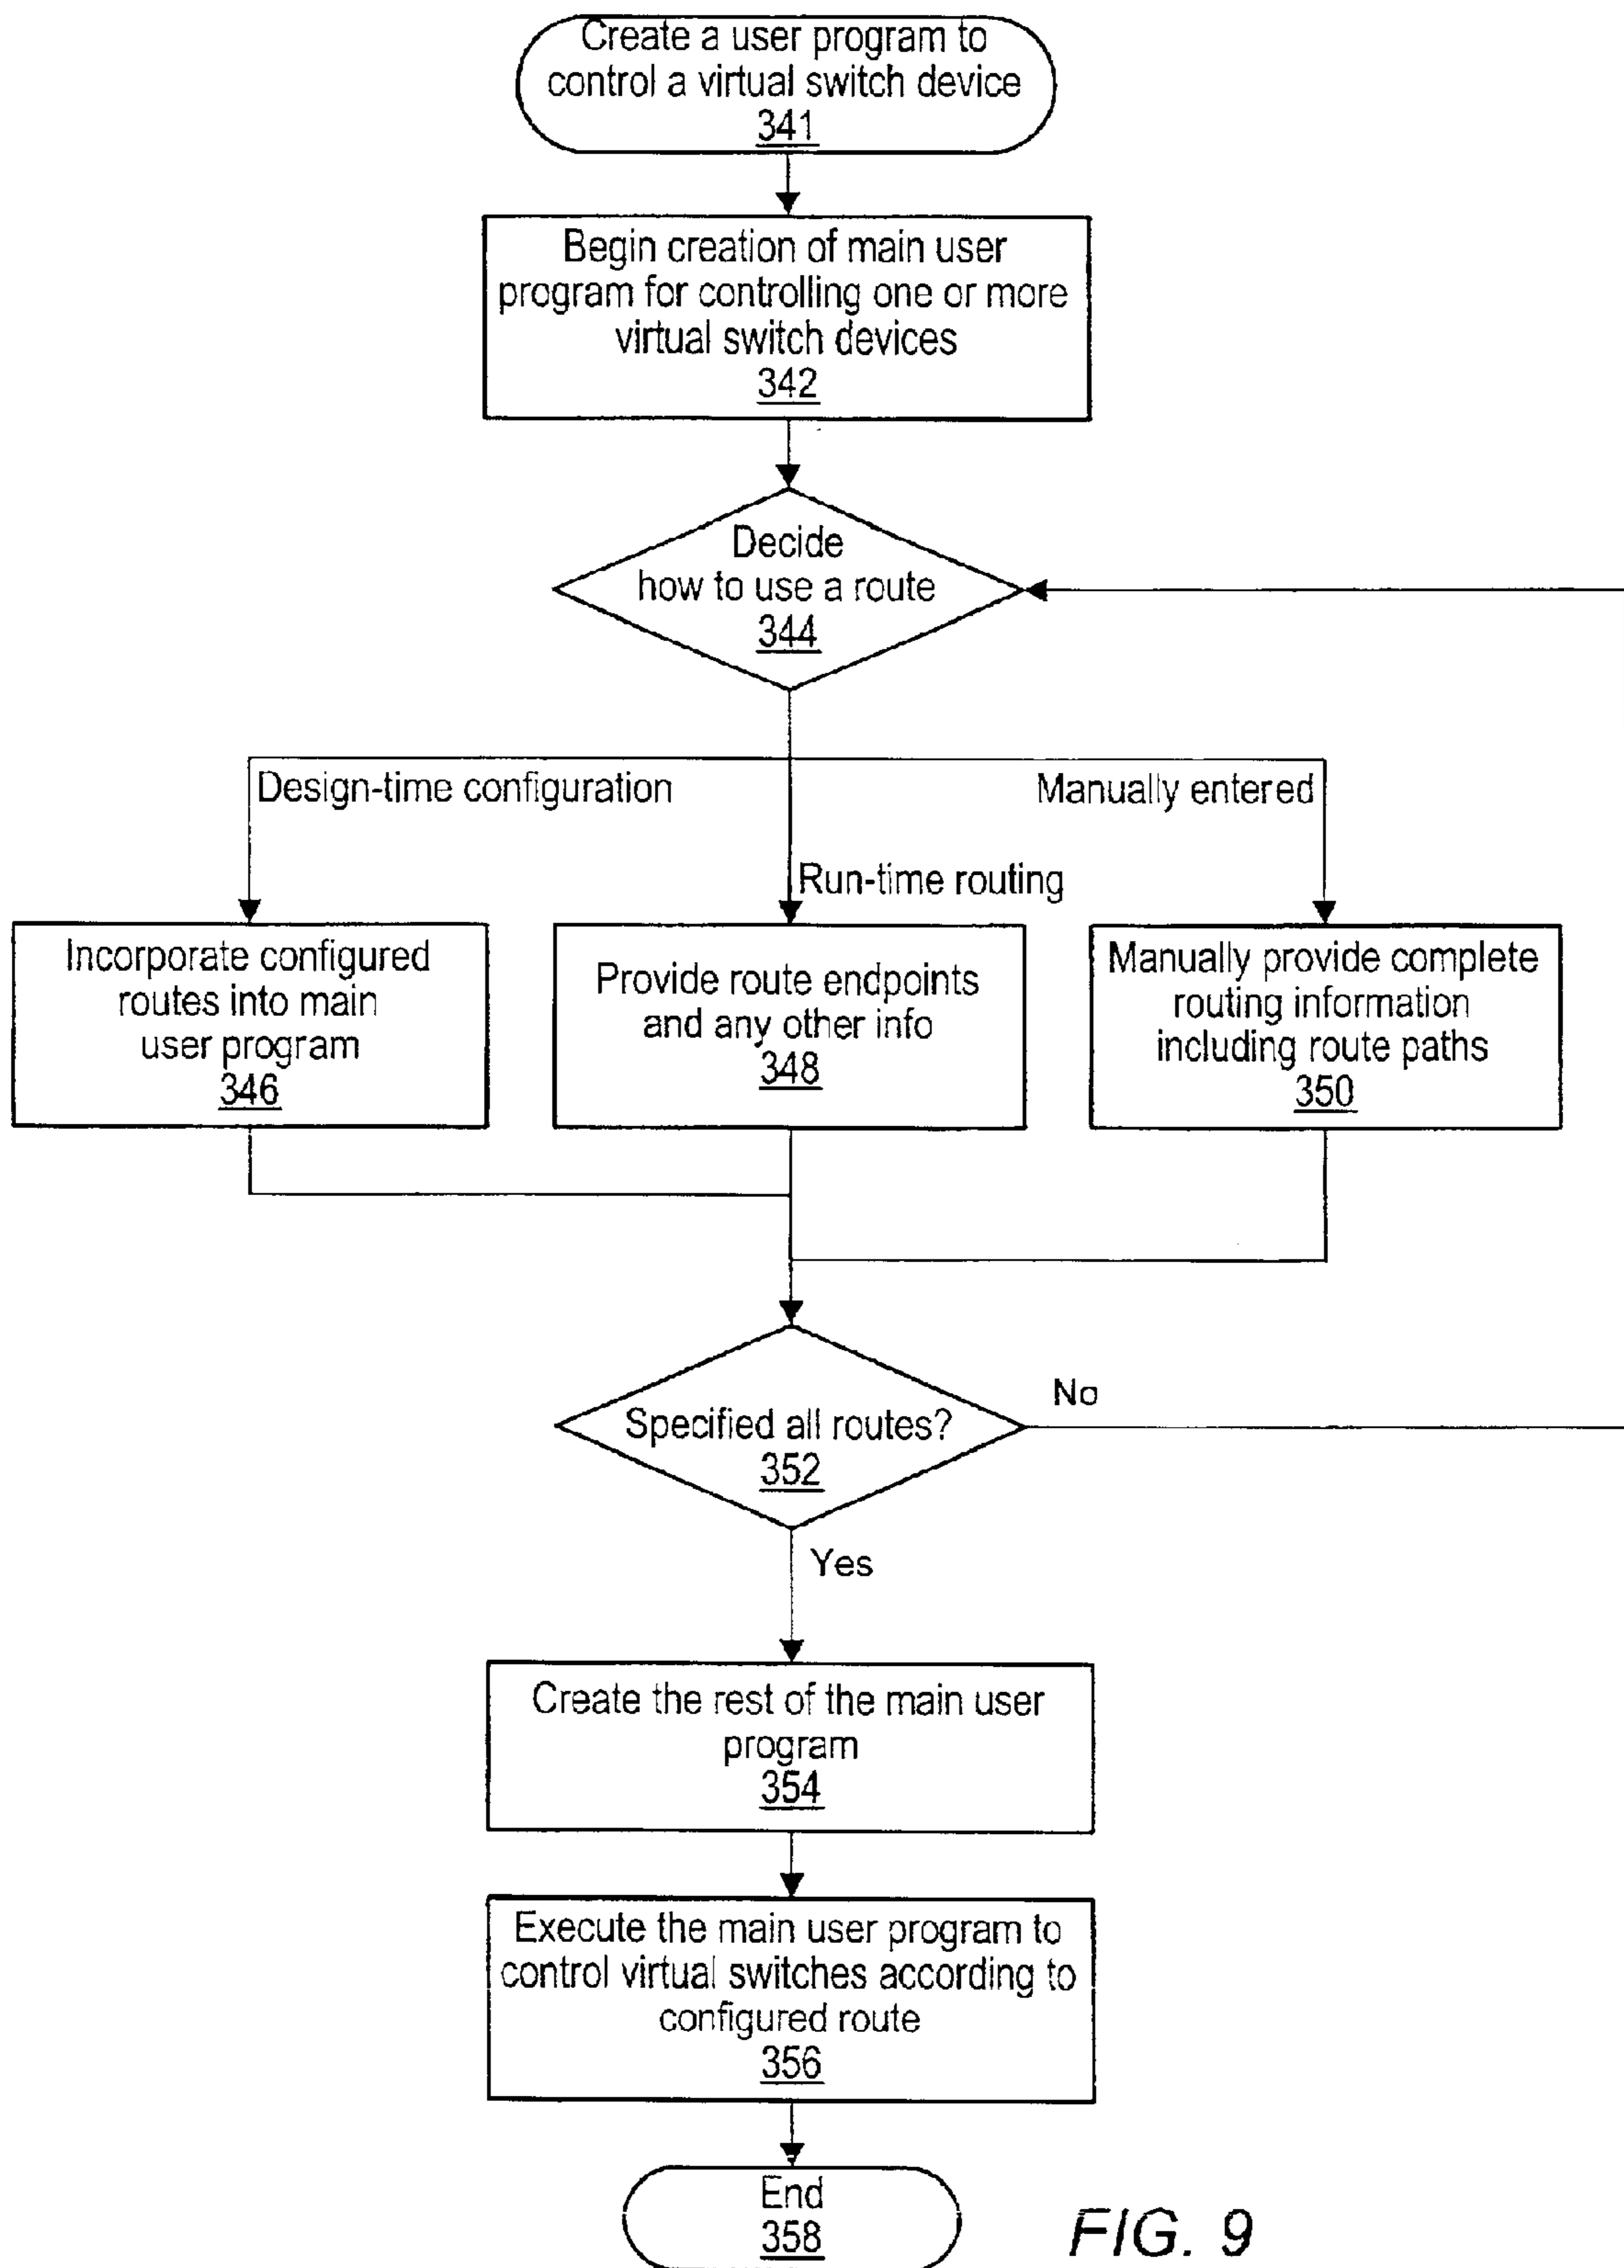 Create a user program to
control a virtual switch device
341
Begin creation of main user
program for controlling one or more
virtual switch devices
342
Decide
how to use a route
344
Design-time configuration
Manually entered
Run-time routing
Incorporate configured
routes into main
user program
346
Provide route endpoints
and any other info
348
Manually provide complete
routing information
including route paths
350
Specified all routes?
352
No
Yes
Create the rest of the main user
program
354
Execute the main user program to
control virtual switches according to
configured route
356
End
358
FIG. 9